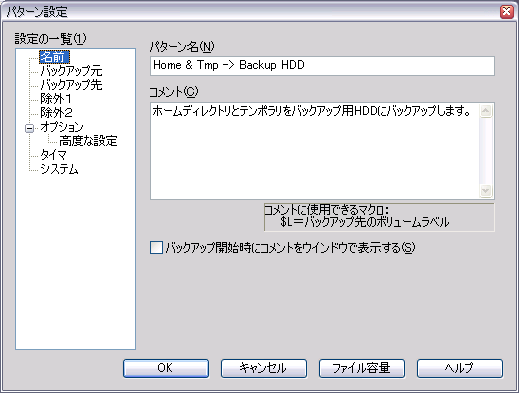 パターン設定
設定の一覧(1)
名前
バックアップ元
バックアップ先
除外1
除外2
オプション
高度な設定
タイマ
システム
パターン名(N)
Home & Tmp -> Backup HDD
コメント(C)
ホームディレクトリとテンポラリをバックアップ用HDDにバックアップします。
コメントに使用できるマクロ:
$L=バックアップ先のボリュームラベル
バックアップ開始時にコメントをウインドウで表示する(S)
OK
キャンセル
ファイル容量
ヘルプ